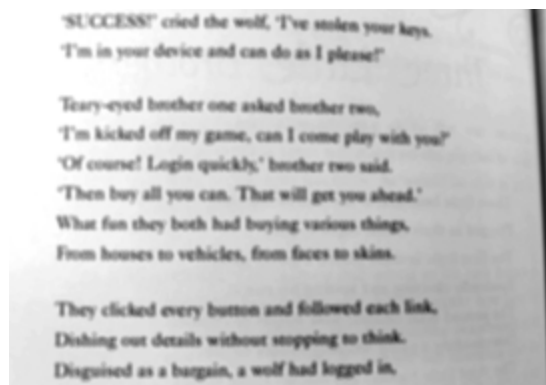 'SUCCESS!' cried the wolf, 'I've stolen your keys.
'I'm in your device and can do as I please!'
Teary-eyed brother one asked brother two,
'I'm kicked off my game, can I come play with you?'
'Of course! Login quickly,' brother two said.
'Then buy all you can. That will get you ahead.'
What fun they both had buying various things,
From houses to vehicles, from faces to skins.
They clicked every button and followed each link,
Dishing out details without stopping to think.
Disguised as a bargain, a wolf had logged in,